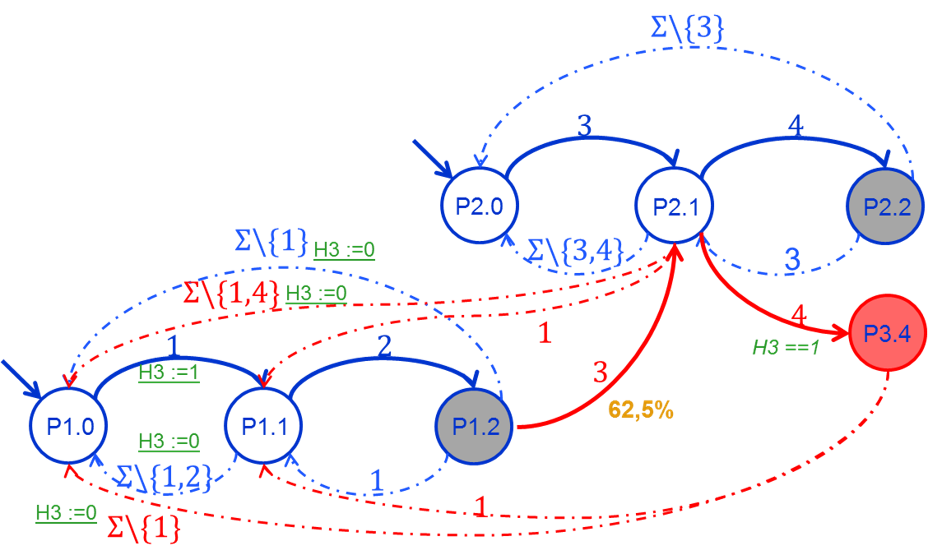 Σ\{3}
3
4
P2.0
P2.1
P2.2
Σ\{3,4}
3
Σ\{1}
H3 :=0
Σ\{1,4}
H3 :=0
1
4
P3.4
H3 ==1
1
H3 :=1
2
3
62,5%
P1.0
P1.1
P1.2
H3 :=0
Σ\{1,2}
1
1
H3 :=0
Σ\{1}